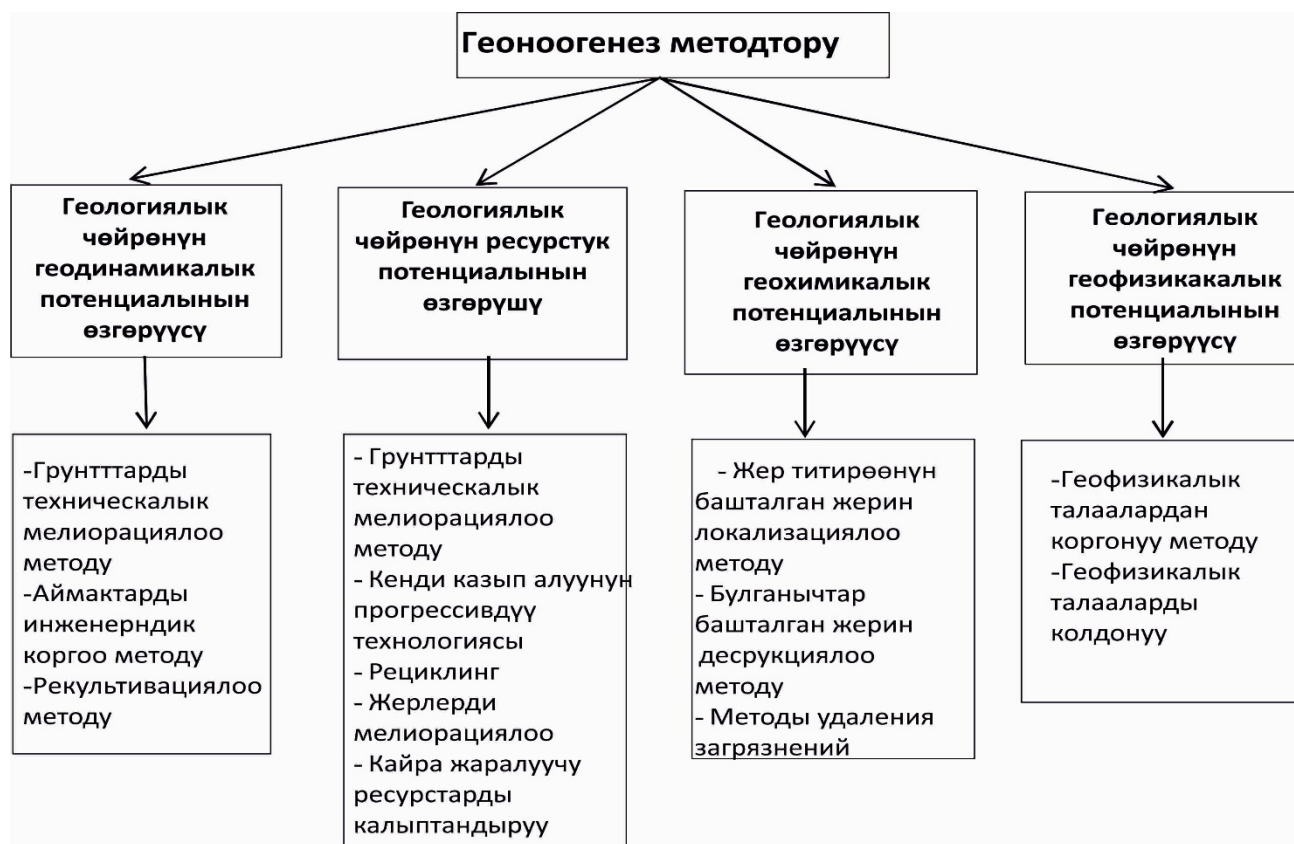 Геоноогенез методтору
Геологиялык
чөйрөнүн
геодинамикалык
потенциалынын
өзгөрүүсү
Геологиялык
чөйрөнүн ресурстук
потенциалынын
өзгөрүшү
Геологиялык
чөйрөнүн
геохимикалык
потенциалынын
өзгөрүүсү
Геологиялык
чөйрөнүн
геофизикакалык
потенциалынын
өзгөрүүсү
-Грунтттарды
техническалык
мелиорациялоо
методу
-Аймактарды
инженерндик
коргоо методу
-Рекультивациялоо
методу
- Грунтттарды
техническалык
мелиорациялоо
методу
- Кенди казып алуунун
прогрессивдүү
технологиясы
- Рециклинг
- Жерлерди
мелиорациялоо
- Кайра жаралуучу
ресурстарды
калыптандыруу
- Жер титирөөнүн
башталган жерин
локализациялоо
методу
- Булганычтар
башталган жерин
десрукциялоо
методу
- Методы удаления
загрязнений
-Геофизикалык
талаалардан
коргонуу методу
-Геофизикалык
талааларды
колдонуу